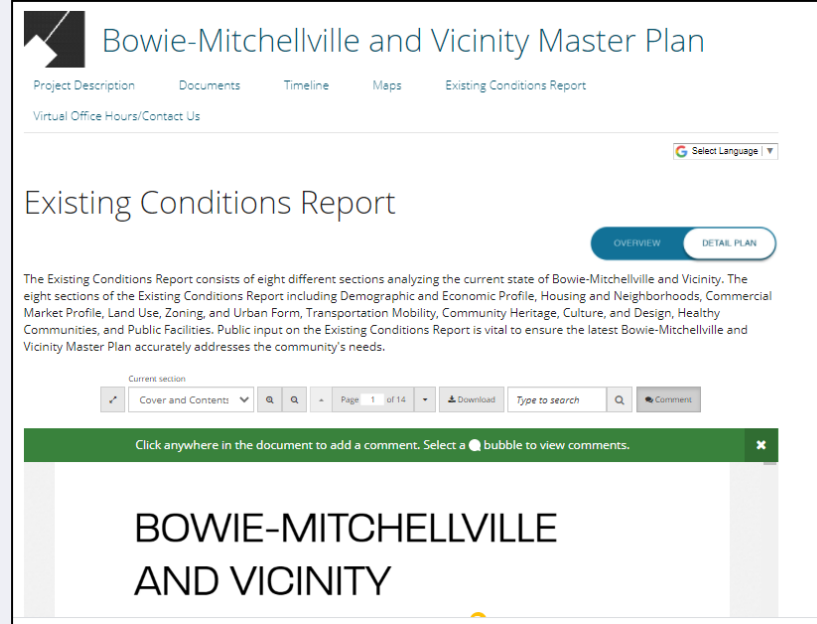 Bowie-Mitchellville and Vicinity Master Plan
Project Description Documents Timeline Maps Existing Conditions Report
Virtual Office Hours/Contact Us
Select Language
Existing Conditions Report
OVERVIEW DETAIL PLAN
The Existing Conditions Report consists of eight different sections analyzing the current state of Bowie-Mitchellville and Vicinity. The
eight sections of the Existing Conditions Report including Demographic and Economic Profile, Housing and Neighborhoods, Commercial
Market Profile, Land Use, Zoning, and Urban Form, Transportation Mobility, Community Heritage, Culture, and Design, Healthy
Communities, and Public Facilities. Public input on the Existing Conditions Report is vital to ensure the latest Bowie-Mitchellville and
Vicinity Master Plan accurately addresses the community's needs.
Current section
Cover and Contents Page 1 of 14 Download Type to search Comment
Click anywhere in the document to add a comment. Select a bubble to view comments.
BOWIE-MITCHELLVILLE
AND VICINITY